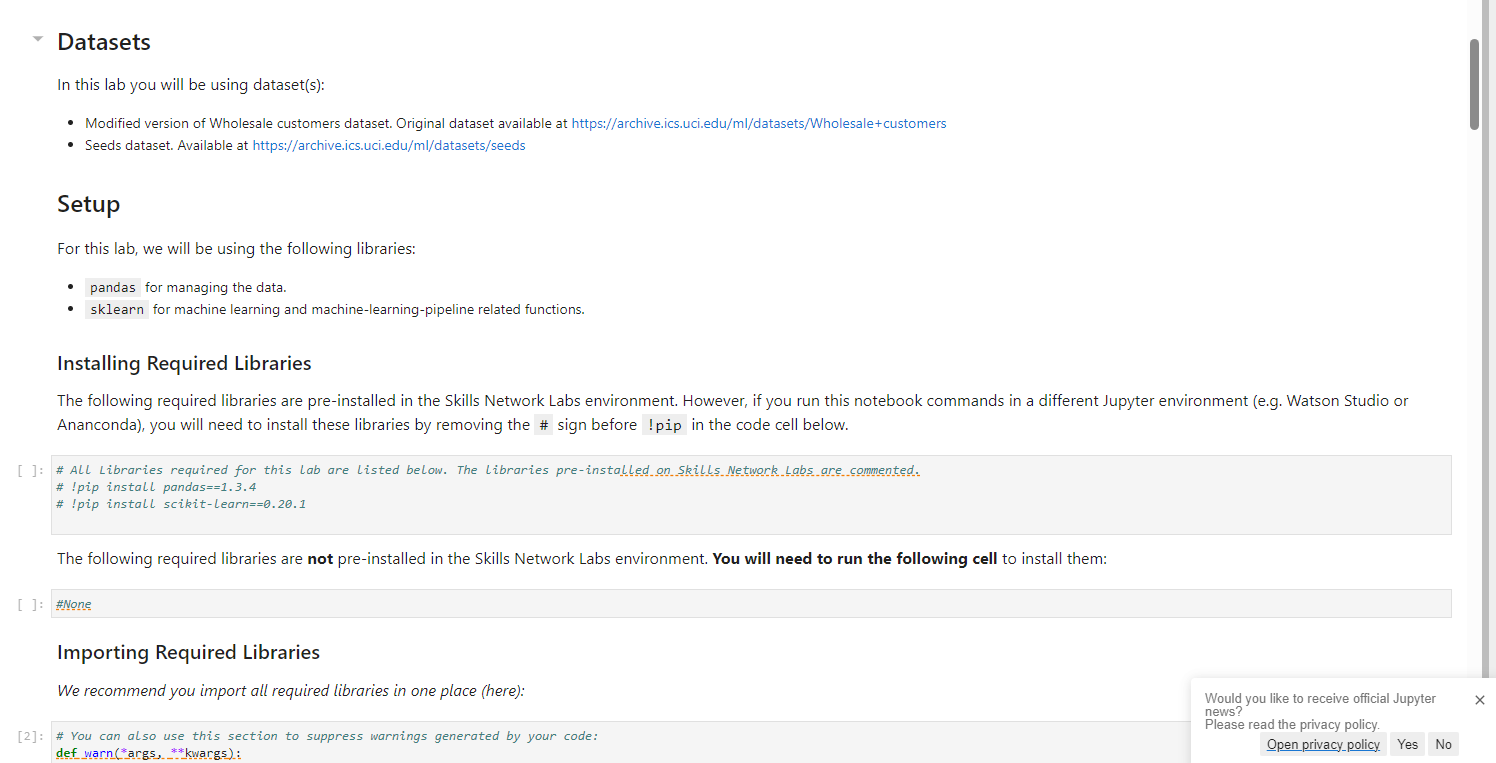 Datasets
In this lab you will be using dataset(s):
Modified version of Wholesale customers dataset. Original dataset available at https://archive.ics.uci.edu/ml/datasets/Wholesale+customers
Seeds dataset. Available at https://archive.ics.uci.edu/ml/datasets/seeds
Setup
For this lab, we will be using the following libraries:
pandas for managing the data.
sklearn for machine learning and machine-learning-pipeline related functions.
Installing Required Libraries
The following required libraries are pre-installed in the Skills Network Labs environment. However, if you run this notebook commands in a different Jupyter environment (e.g. Watson Studio or
Ananconda), you will need to install these libraries by removing the # sign before !pip in the code cell below.
[ ]: # All Libraries required for this lab are listed below. The libraries pre-installed on Skills Network Labs are commented.
# !pip install pandas==1.3.4
# !pip install scikit-learn==0.20.1
The following required libraries are not pre-installed in the Skills Network Labs environment. You will need to run the following cell to install them:
[ ]: #None
Importing Required Libraries
We recommend you import all required libraries in one place (here):
[2]: # You can also use this section to suppress warnings generated by your code:
def warn(*args, **kwargs):
Would you like to receive official Jupyter
news?
Please read the privacy policy.
Open privacy policy Yes No